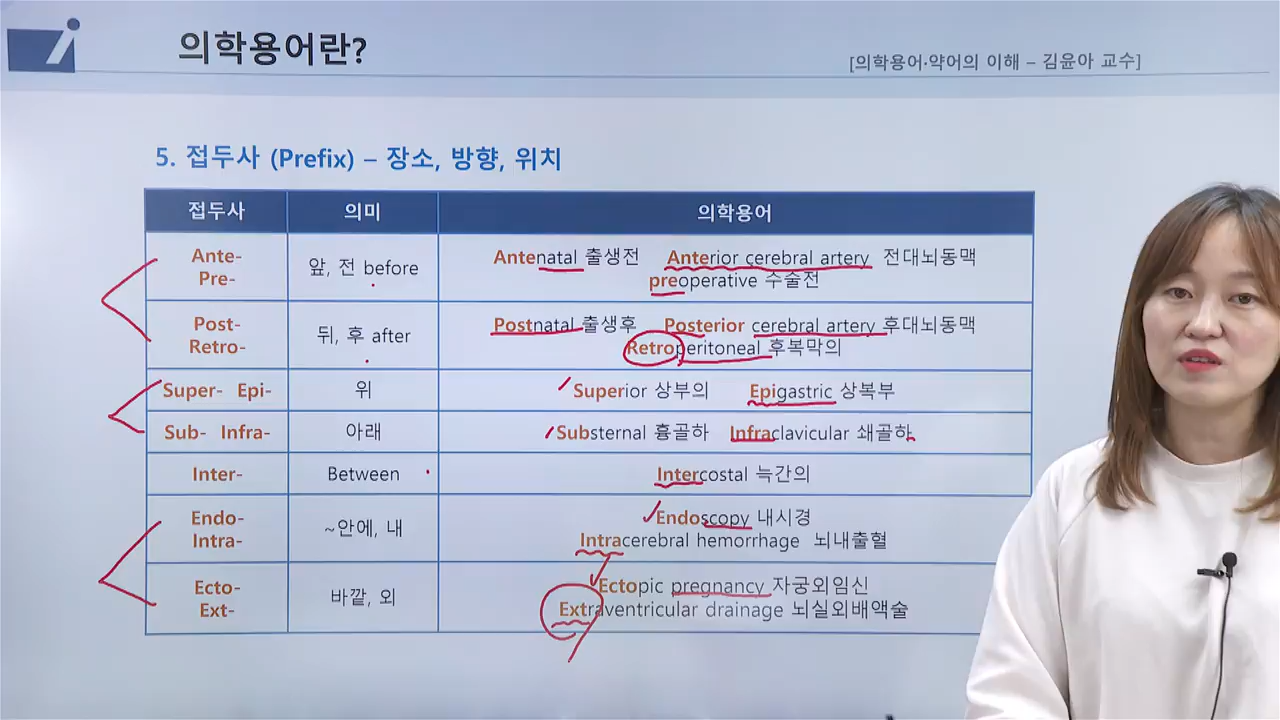 의학용어란?
[의학용어·약어의 이해 – 김윤아 교수]
5. 접두사 (Prefix) – 장소, 방향, 위치
접두사 의미 의학용어
Ante-
Pre-
앞, 전 before
Antenatal 출생전 Anterior cerebral artery 전대뇌동맥
preoperative 수술전
Post-
Retro-
뒤, 후 after
Postnatal 출생후 Posterior cerebral artery 후대뇌동맥
Retroperitoneal 후복막의
Super- Epi- 위 Superior 상부의 Epigastric 상복부
Sub- Infra- 아래 Substernal 흉골하 Infraclavicular 쇄골하
Inter- Between Intercostal 늑간의
Endo-
Intra-
~안에, 내
Endoscopy 내시경
Intracerebral hemorrhage 뇌내출혈
Ecto-
Ext-
바깥, 외
Ectopic pregnancy 자궁외임신
Extraventricular drainage 뇌실외배액술